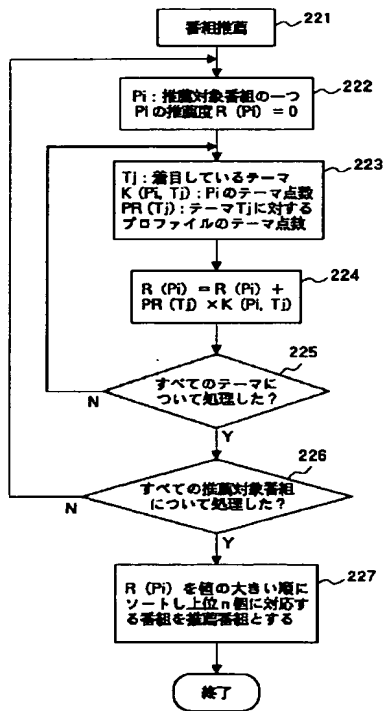 番組推薦
221
Pi：推薦対象番組の一つ
Piの推薦度R（Pi）＝0
222
Tj：着目しているテーマ
K（Pi，Tj）：Piのテーマ点数
PR（Tj）：テーマTjに対する
プロファイルのテーマ点数
223
R（Pi）＝R（Pi）＋
PR（Tj）×K（Pi，Tj）
224
すべてのテーマに
ついて処理した？
225
N
Y
すべての推薦対象番組
について処理した？
226
N
Y
R（Pi）を値の大きい順に
ソートし上位n個に対応す
る番組を推薦番組とする
227
終了